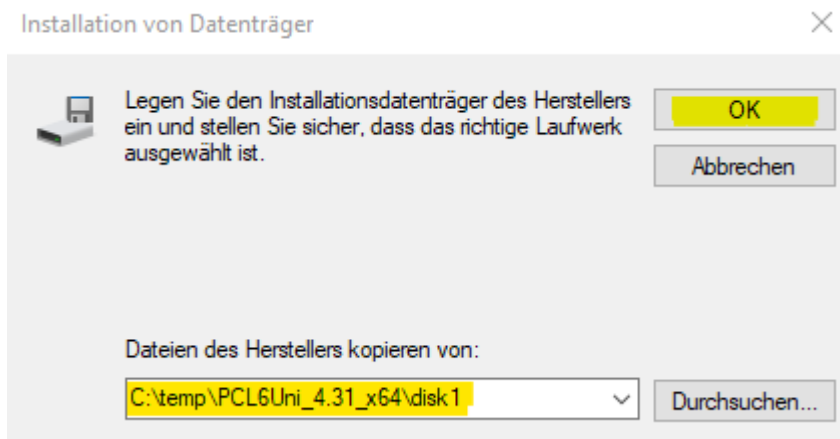 Installation von Datenträger
Legen Sie den Installationsdatenträger des Herstellers
ein und stellen Sie sicher, dass das richtige Laufwerk
ausgewählt ist.
OK
Abbrechen
Dateien des Herstellers kopieren von:
C:\temp\PCL6Uni_4.31_x64\disk1
Durchsuchen...